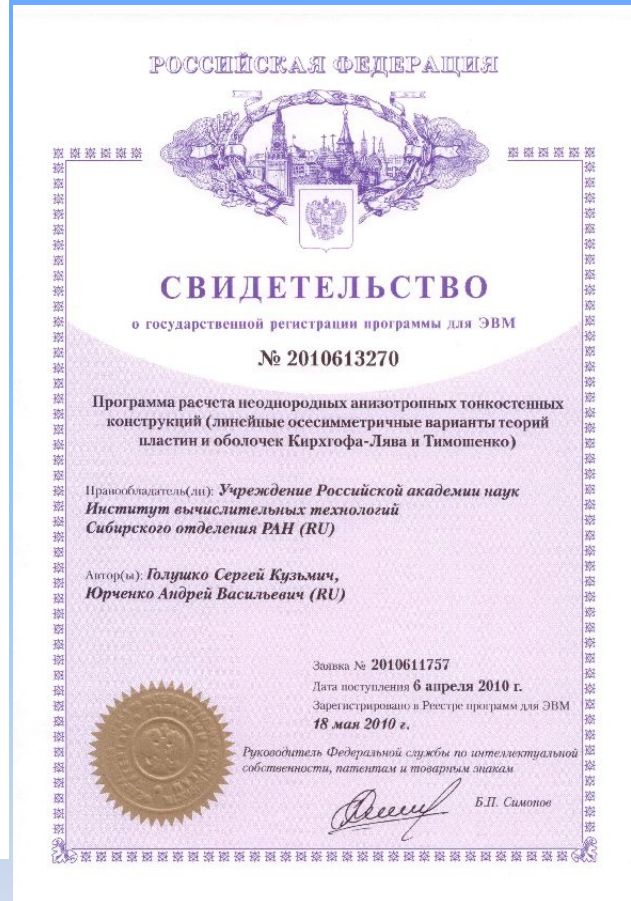 РОССИЙСКАЯ ФЕДЕРАЦИЯ
СВИДЕТЕЛЬСТВО
о государственной регистрации программы для ЭВМ
№ 2010613270
Программа расчета неоднородных анизотропных тонкостенных
конструкций (линейные осесимметричные варианты теорий
пластин и оболочек Кирхгофа-Лява и Тимошенко)
Правообладатель(ли): Учреждение Российской академии наук
Институт вычислительных технологий
Сибирского отделения РАН (RU)
Автор(ы): Голушко Сергей Кузьмич,
Юрченко Андрей Васильевич (RU)
Заявка № 2010611757
Дата поступления 6 апреля 2010 г.
Зарегистрировано в Реестре программ для ЭВМ
18 мая 2010 г.
Руководитель Федеральной службы по интеллектуальной
собственности, патентам и товарным знакам
Б.П. Симонов